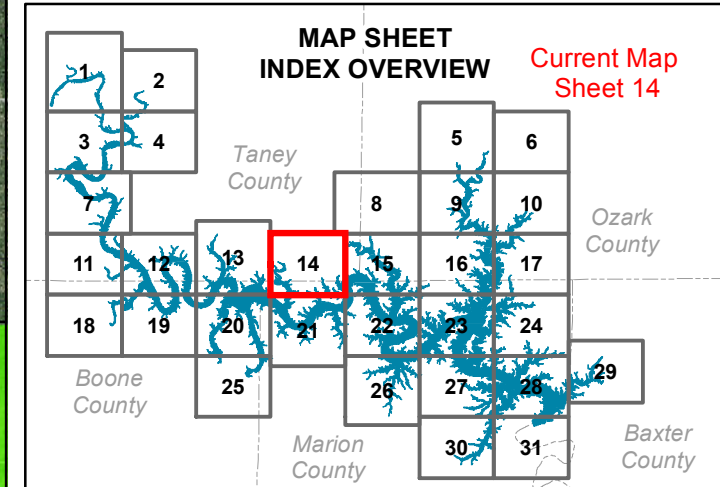 MAP SHEET
INDEX OVERVIEW
Current Map
Sheet 14
1
2
3
4
5
6
Taney
County
7
8
9
10
Ozark
County
11
12
13
14
15
16
17
18
19
20
21
22
23
24
25
26
27
28
29
Boone
County
Marion
County
30
31
Baxter
County